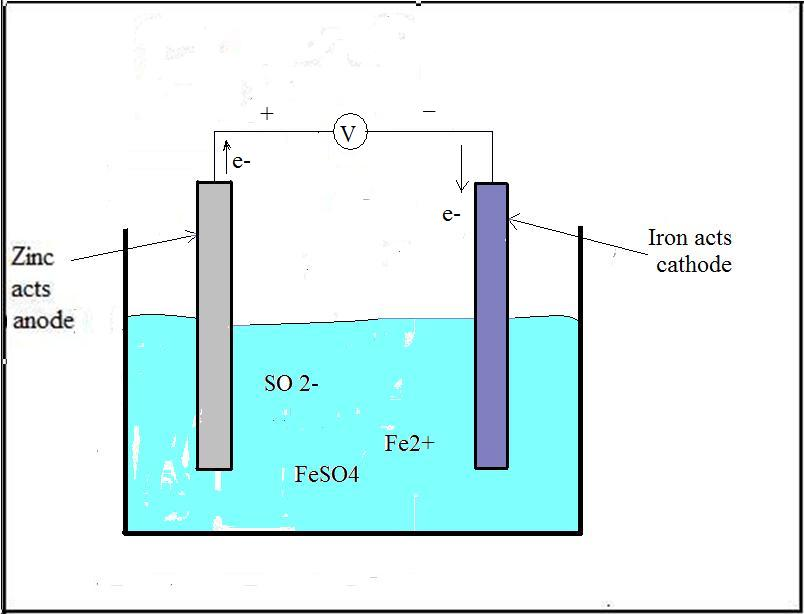 +
−
V
e-
e-
Zinc
acts
anode
Iron acts
cathode
SO 2-
Fe2+
FeSO4